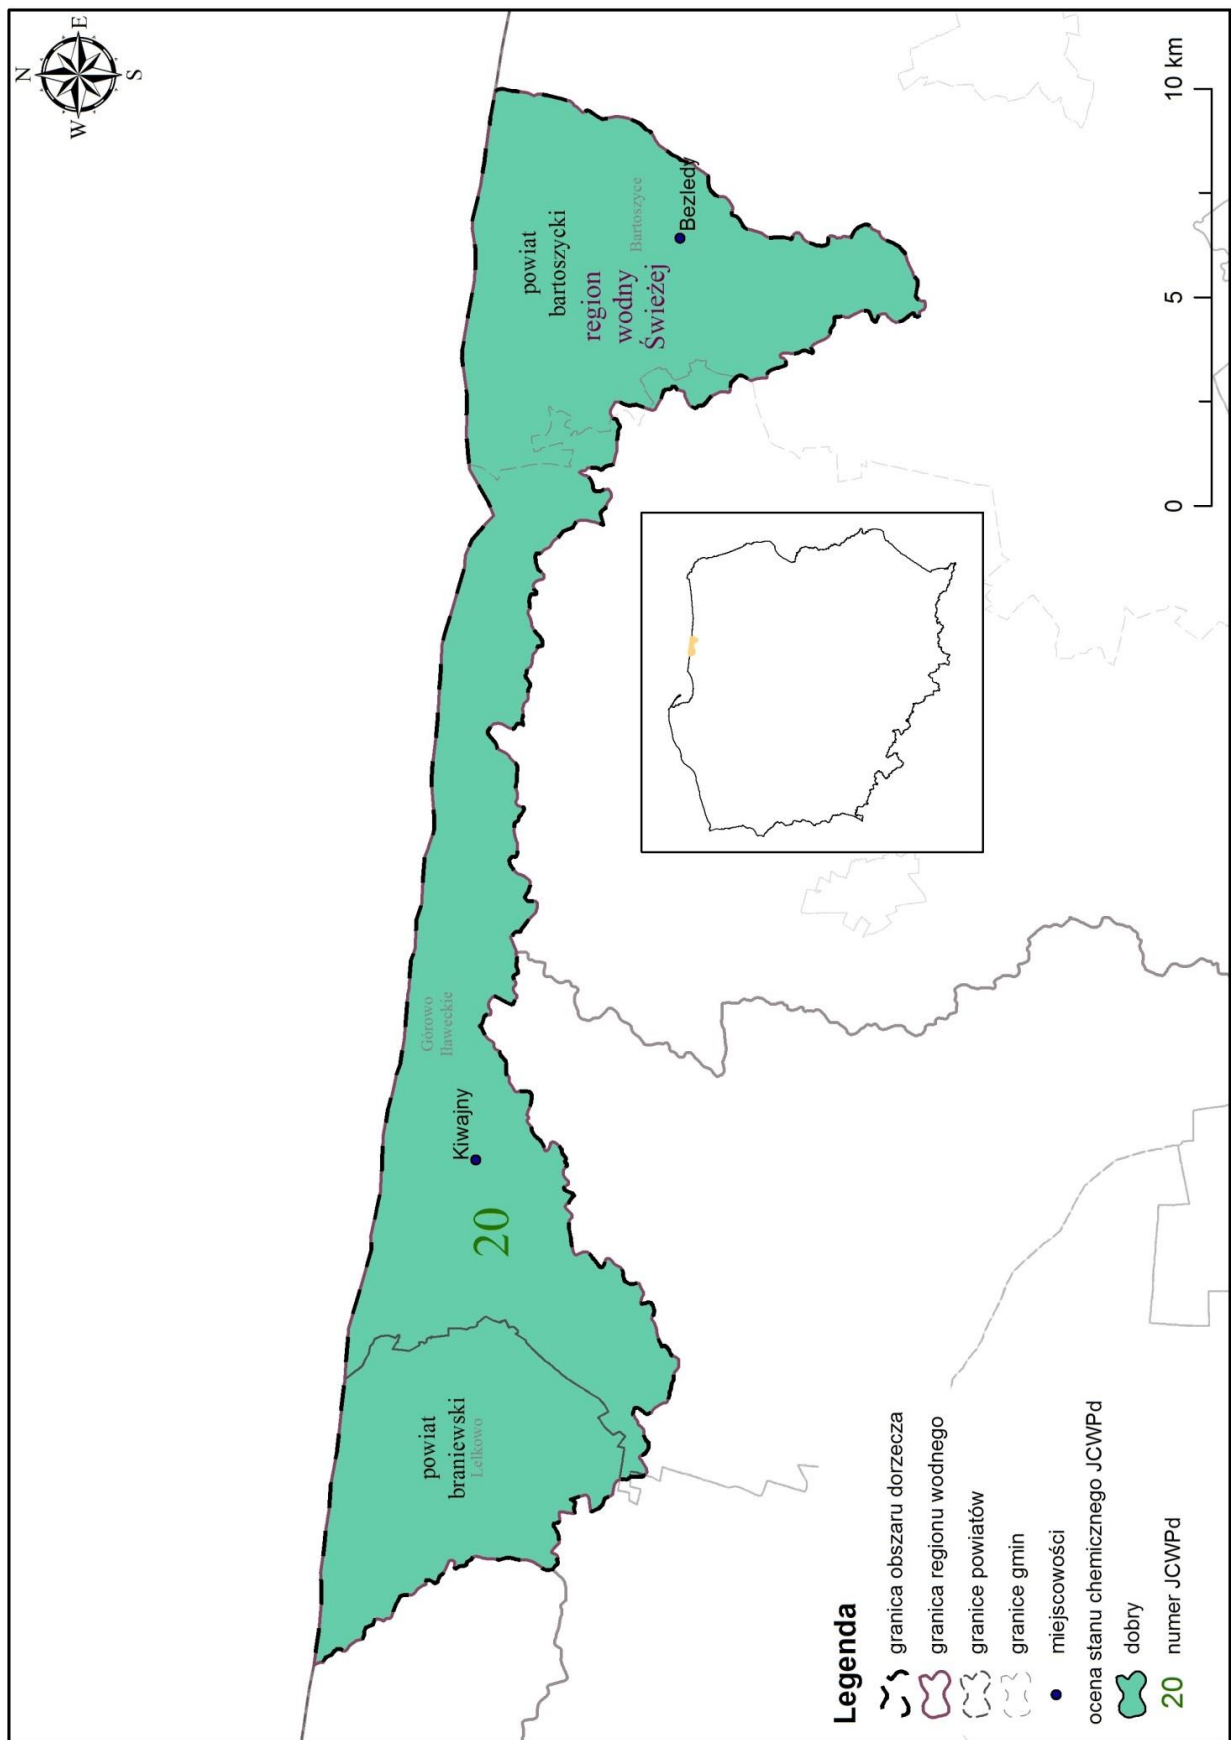 N
E
S
W
powiat
bartoszycki
region
wodny
Świeżej
Bartoszyce
Bezledy
Górowo
Iławeckie
Kiwajny
20
powiat
braniewski
Lelkowo
Legenda
granica obszaru dorzecza
granica regionu wodnego
granice powiatów
granice gmin
miejscowości
ocena stanu chemicznego JCWPd
dobry
20 numer JCWPd
0 5 10 km